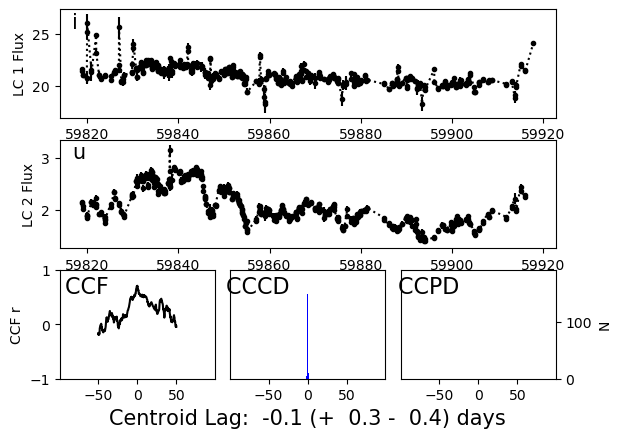 i
25
20
LC 1 Flux
59820 59840 59860 59880 59900 59920
u
3
2
LC 2 Flux
59820 59840 59860 59880 59900 59920
CCF CCCD CCPD
1
0
−1
CCF r
100
0
N
−50 0 50 −50 0 50 −50 0 50
Centroid Lag: -0.1 (+ 0.3 - 0.4) days